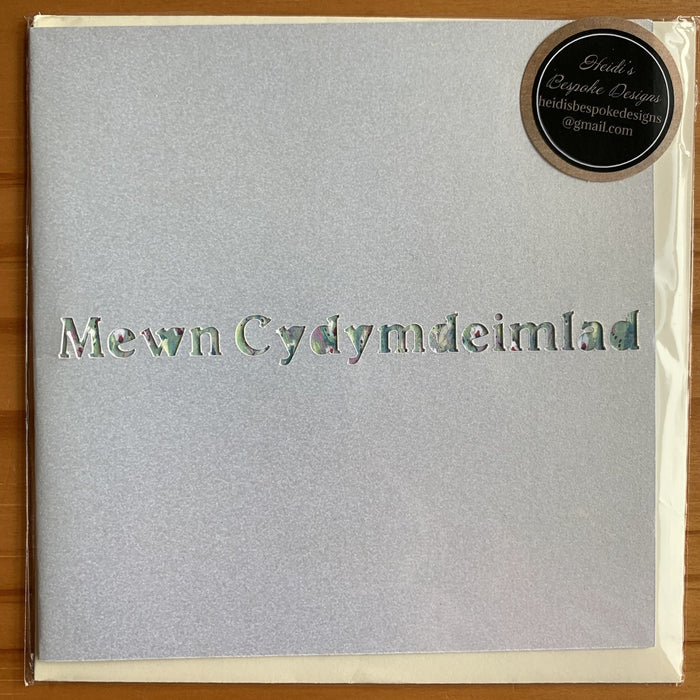 Heidi's
Bespoke Designs
heidisbespokedesigns
@gmail.com
Mewn Cydymdeimlad